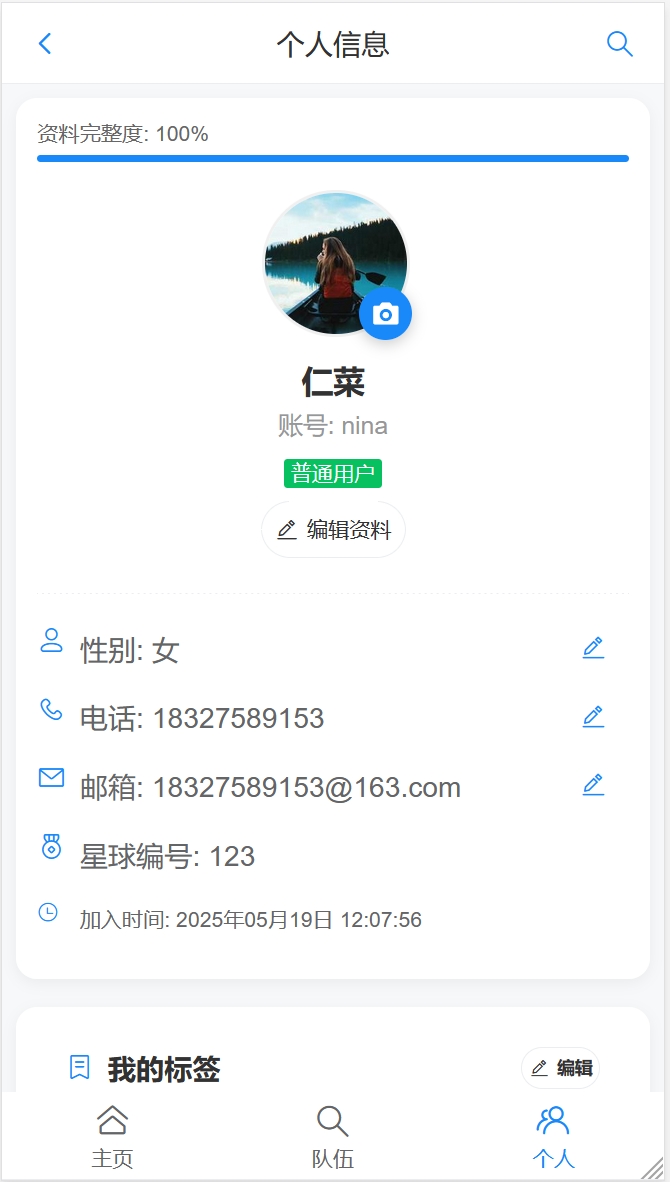 个人信息
资料完整度: 100%
仁菜
账号: nina
普通用户
编辑资料
性别: 女
电话: 18327589153
邮箱: 18327589153@163.com
星球编号: 123
加入时间: 2025年05月19日 12:07:56
我的标签 编辑
主页 队伍 个人